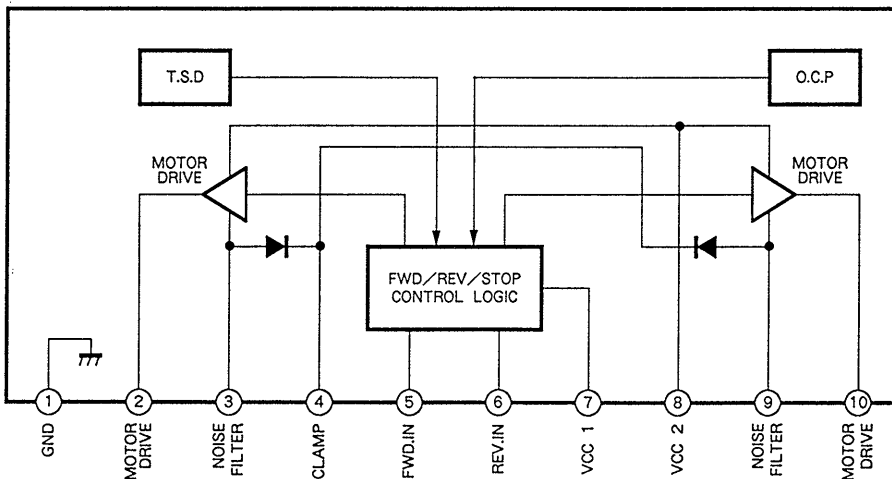 T.S.D
O.C.P
MOTOR
DRIVE
MOTOR
DRIVE
FWD/REV/STOP
CONTROL LOGIC
1
2
3
4
5
6
7
8
9
10
GND
MOTOR
DRIVE
NOISE
FILTER
CLAMP
FWD.IN
REV.IN
VCC 1
VCC 2
NOISE
FILTER
MOTOR
DRIVE